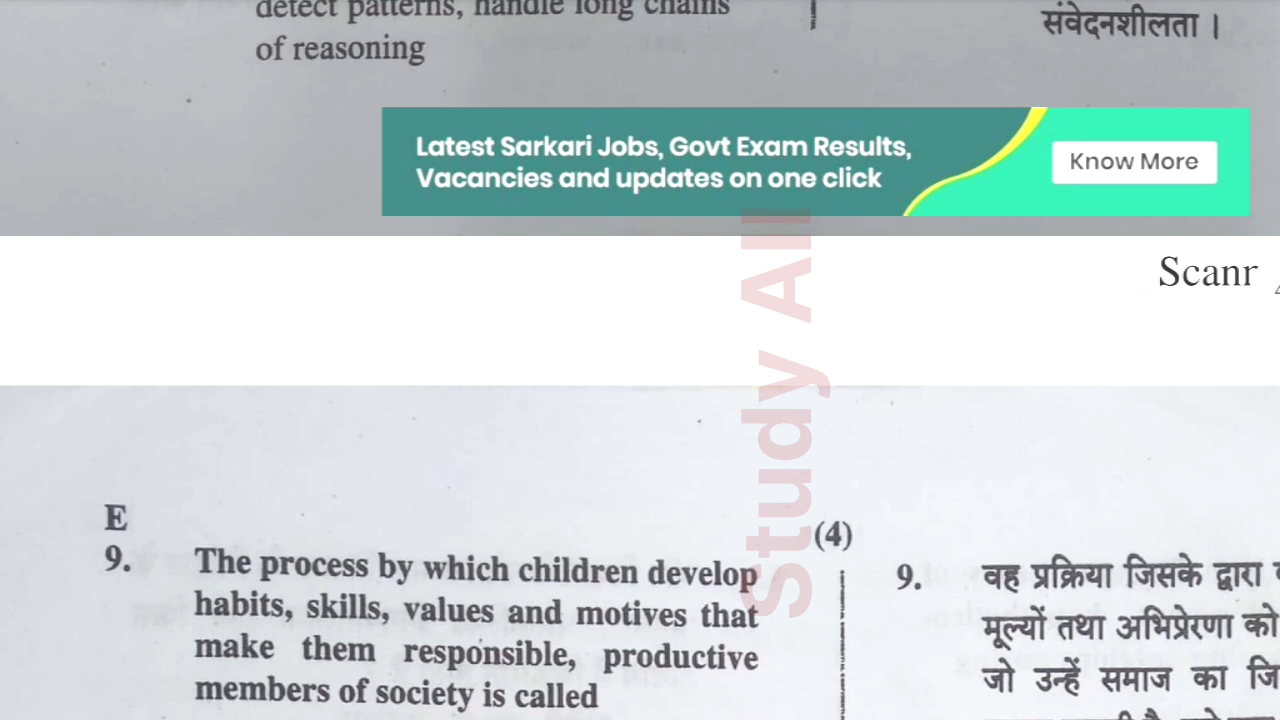 detect patterns, handle long chains
of reasoning
संवेदनशीलता ।
Latest Sarkari Jobs, Govt Exam Results,
Vacancies and updates on one click
Know More
Scanr
Study All
E
(4)
9. The process by which children develop
habits, skills, values and motives that
make them responsible, productive
members of society is called
9. वह प्रक्रिया जिसके द्वारा
मूल्यों तथा अभिप्रेरणा को
जो उन्हें समाज का